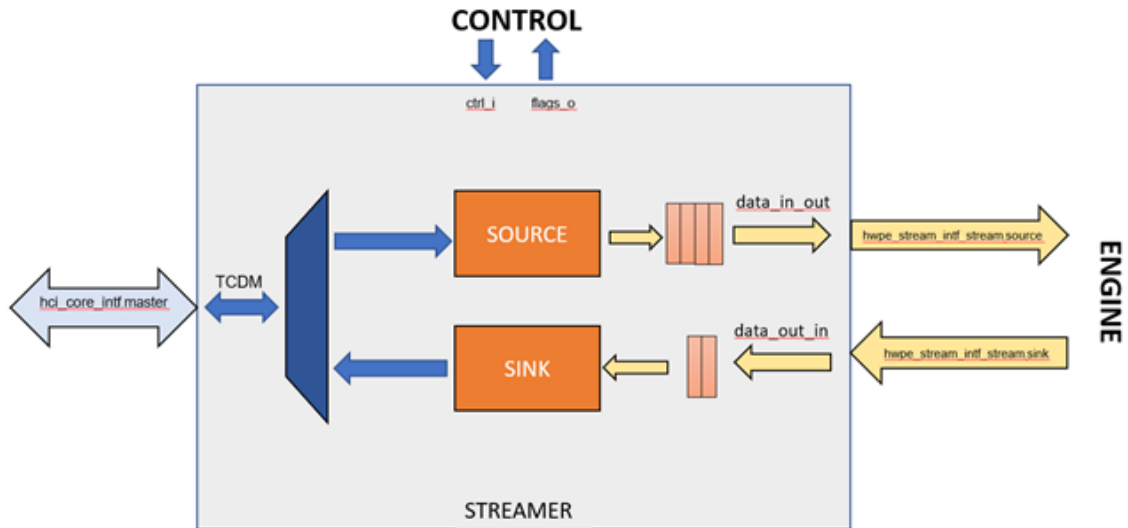 CONTROL
ctrl_i
flags_o
SOURCE
data_in_out
hwpe_stream_intf_stream.source
TCDM
hci_core_intf.master
ENGINE
data_out_in
SINK
hwpe_stream_intf_stream.sink
STREAMER